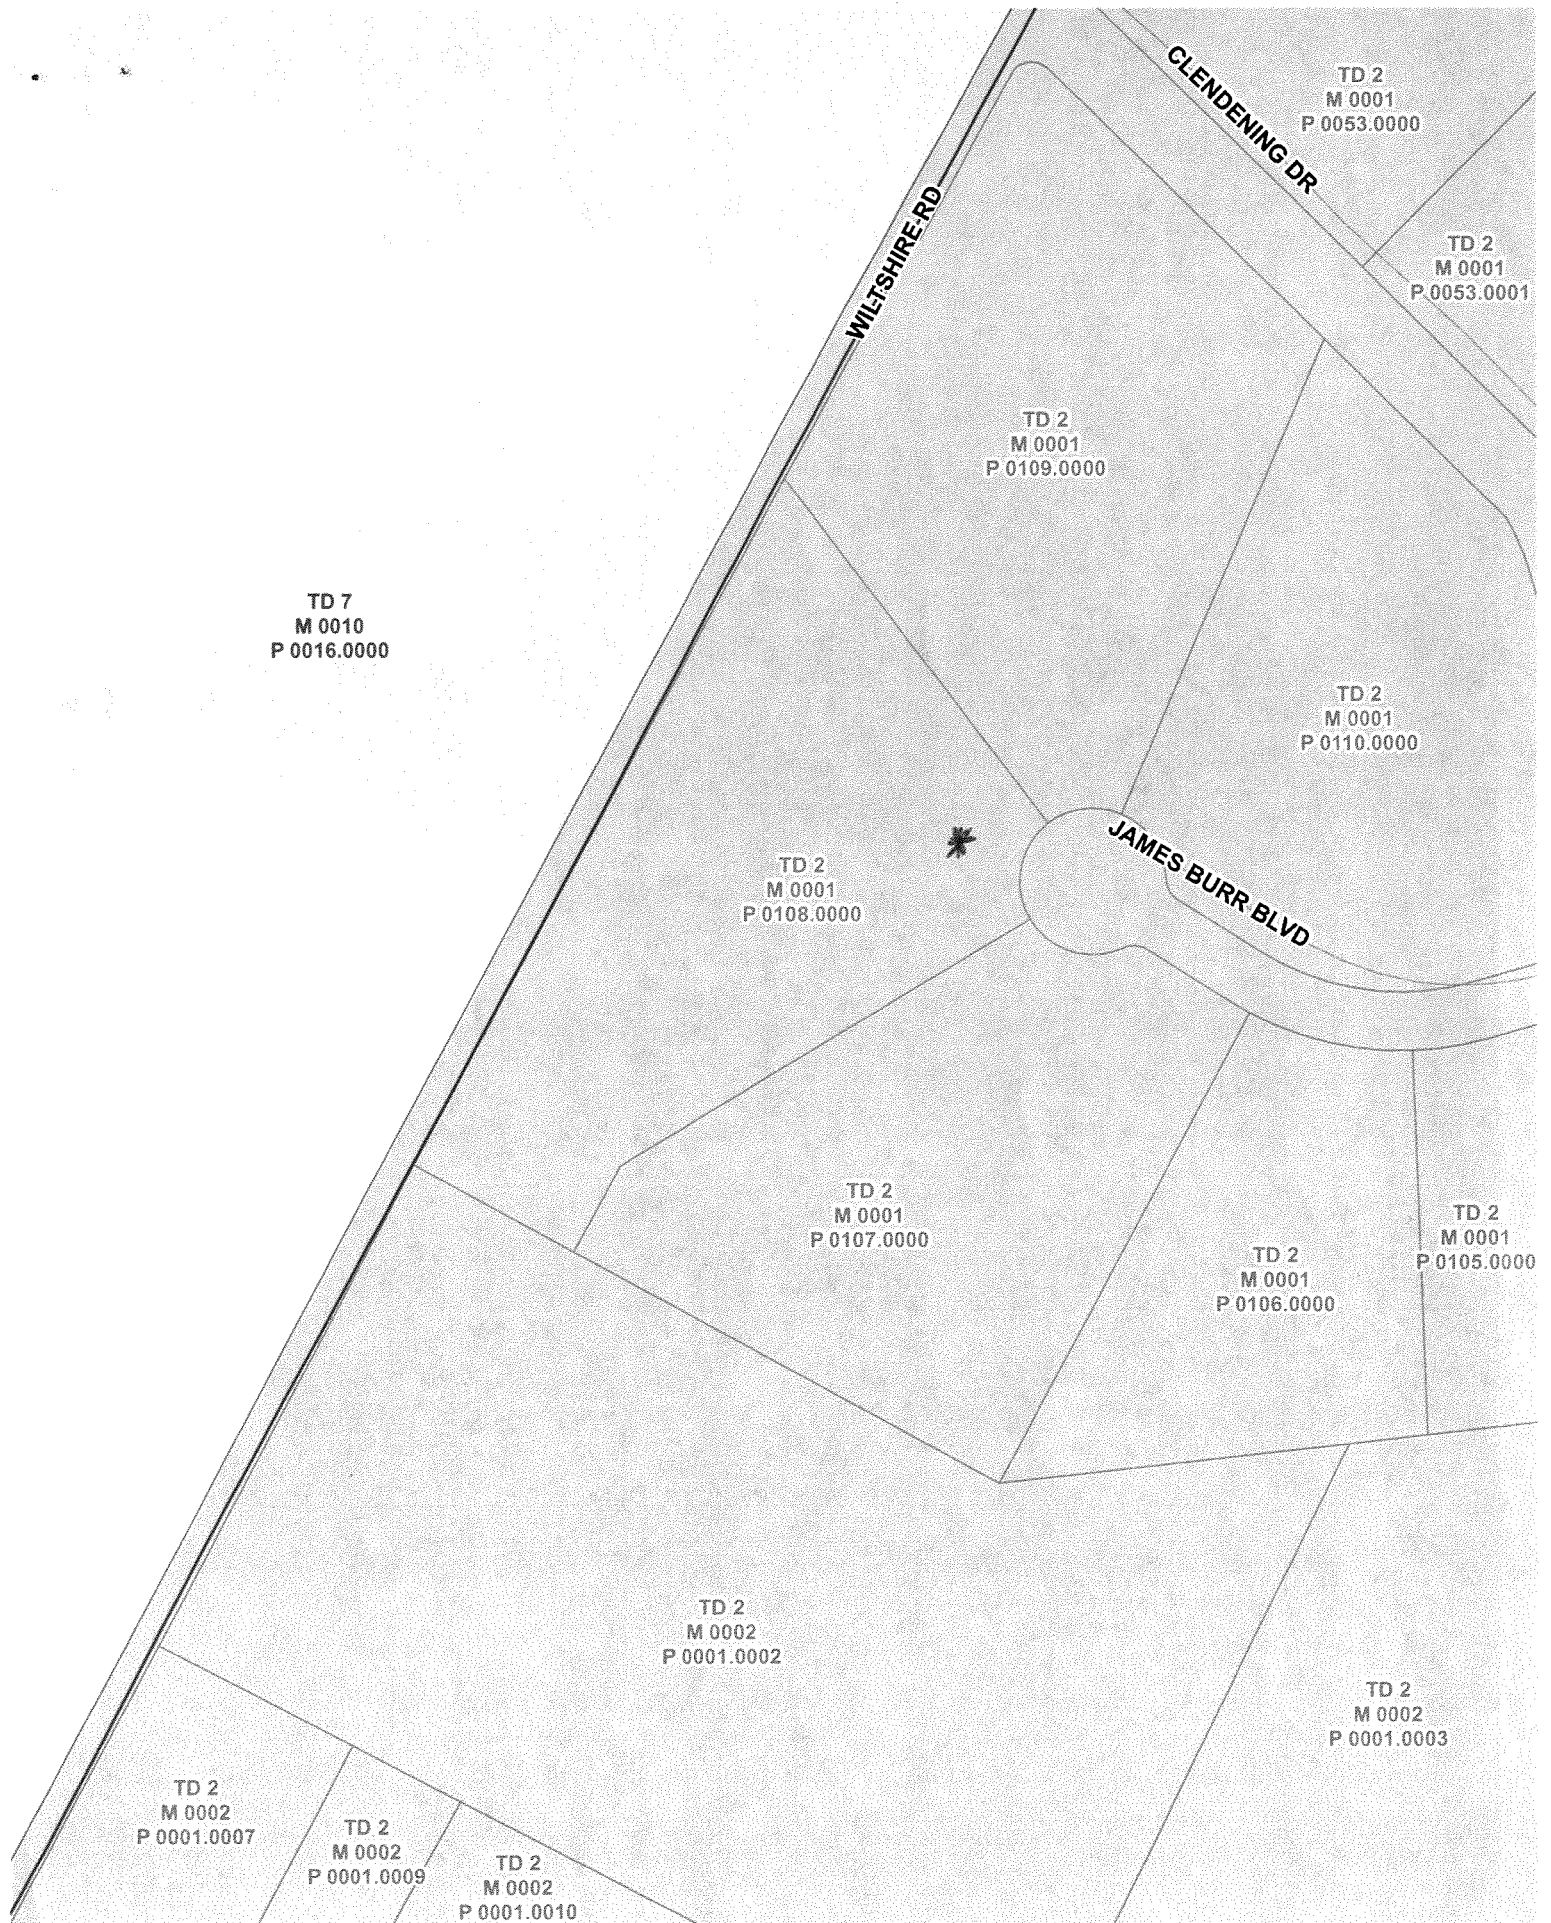 CLENDENING DR
TD 2
M 0001
P 0053.0000
WILTSHIRE RD
TD 2
M 0001
P 0053.0001
TD 2
M 0001
P 0109.0000
TD 7
M 0010
P 0016.0000
TD 2
M 0001
P 0110.0000
JAMES BURR BLVD
TD 2
M 0001
P 0108.0000
TD 2
M 0001
P 0107.0000
TD 2
M 0001
P 0105.0000
TD 2
M 0001
P 0106.0000
TD 2
M 0002
P 0001.0002
TD 2
M 0002
P 0001.0003
TD 2
M 0002
P 0001.0007
TD 2
M 0002
P 0001.0009
TD 2
M 0002
P 0001.0010